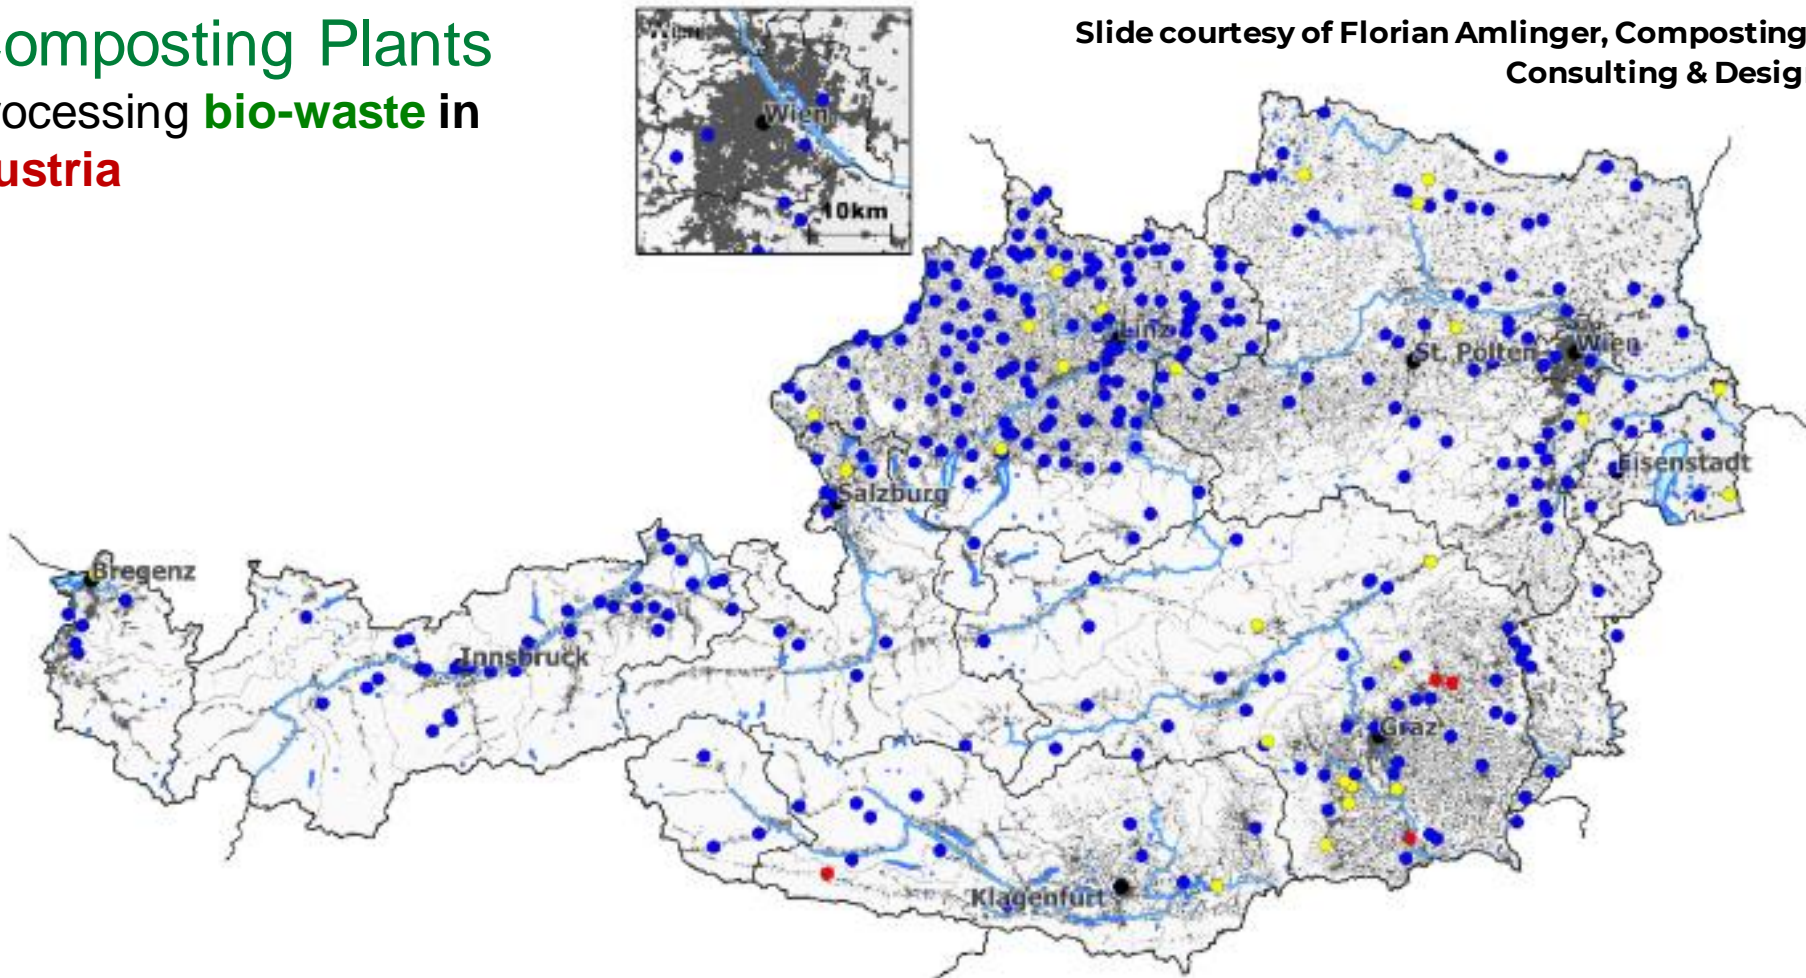 omposting Plants
ocessing bio-waste in
ustria
Slide courtesy of Florian Amlinger, Composting
Consulting & Desig
Wien
10km
Linz
St. Pölten
Wien
Eisenstadt
Salzburg
Bregenz
Innsbruck
Graz
Klagenfurt